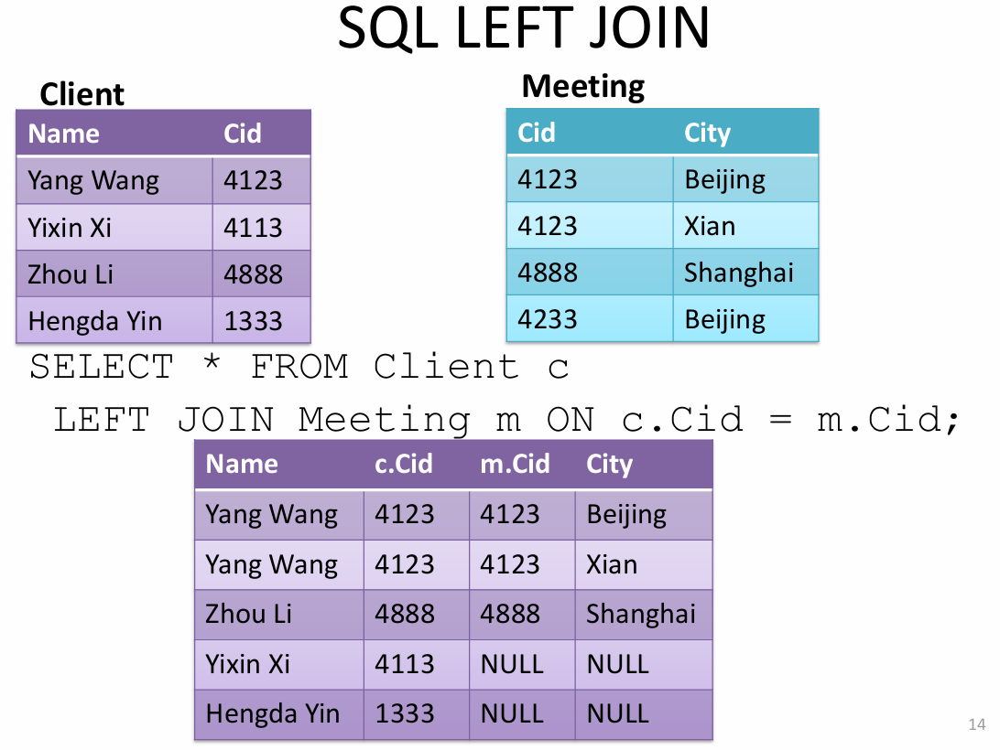 SQL LEFT JOIN
Client
Name Cid
Yang Wang 4123
Yixin Xi 4113
Zhou Li 4888
Hengda Yin 1333
Meeting
Cid City
4123 Beijing
4123 Xian
4888 Shanghai
4233 Beijing
SELECT * FROM Client c
LEFT JOIN Meeting m ON c.Cid = m.Cid;
Name c.Cid m.Cid City
Yang Wang 4123 4123 Beijing
Yang Wang 4123 4123 Xian
Zhou Li 4888 4888 Shanghai
Yixin Xi 4113 NULL NULL
Hengda Yin 1333 NULL NULL
14